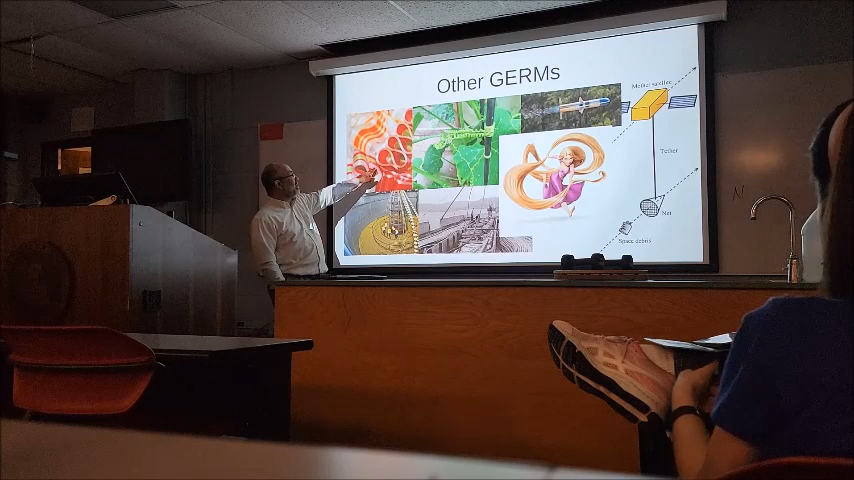 Other GERMs
Mother satellite
Tether
Net
Space debris
N